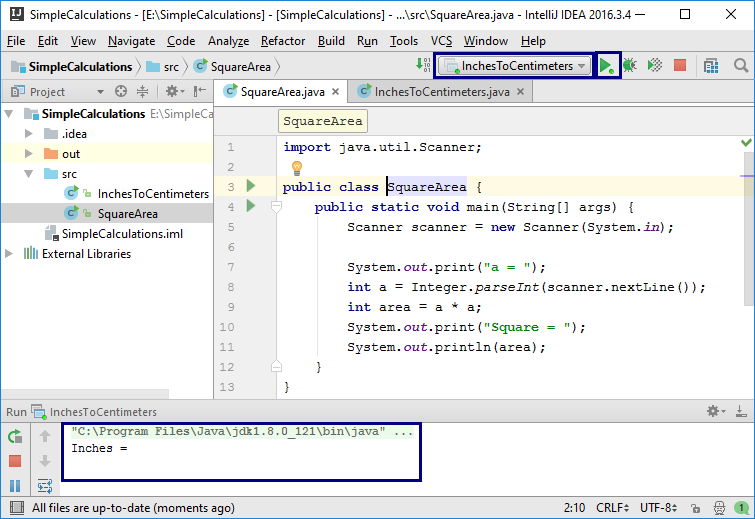 SimpleCalculations - [E:\SimpleCalculations] - [SimpleCalculations] - ...\src\SquareArea.java - IntelliJ IDEA 2016.3.4
File Edit View Navigate Code Analyze Refactor Build Run Tools VCS Window Help
SimpleCalculations src SquareArea InchesToCentimeters
Project SquareArea.java InchesToCentimeters.java
SimpleCalculations E:\SimpleCa
.idea
out
src
InchesToCentimeters
SquareArea
SimpleCalculations.iml
External Libraries
SquareArea
1 import java.util.Scanner;
2
3 public class SquareArea {
4 public static void main(String[] args) {
5 Scanner scanner = new Scanner(System.in);
6
7 System.out.print("a = ");
8 int a = Integer.parseInt(scanner.nextLine());
9 int area = a * a;
10 System.out.print("Square = ");
11 System.out.println(area);
12 }
13 }
Run InchesToCentimeters
"C:\Program Files\Java\jdk1.8.0_121\bin\java" ...
Inches =
All files are up-to-date (moments ago) 2:10 CRLF UTF-8 1